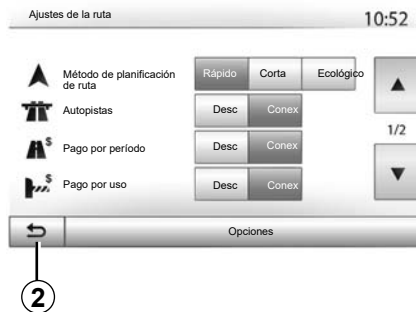 Ajustes de la ruta
10:52
Método de planificación
de ruta
Rápido Corta Ecológico
Autopistas
Desc Conex
1/2
$
Pago por período
Desc Conex
$
Pago por uso
Desc Conex
Opciones
2